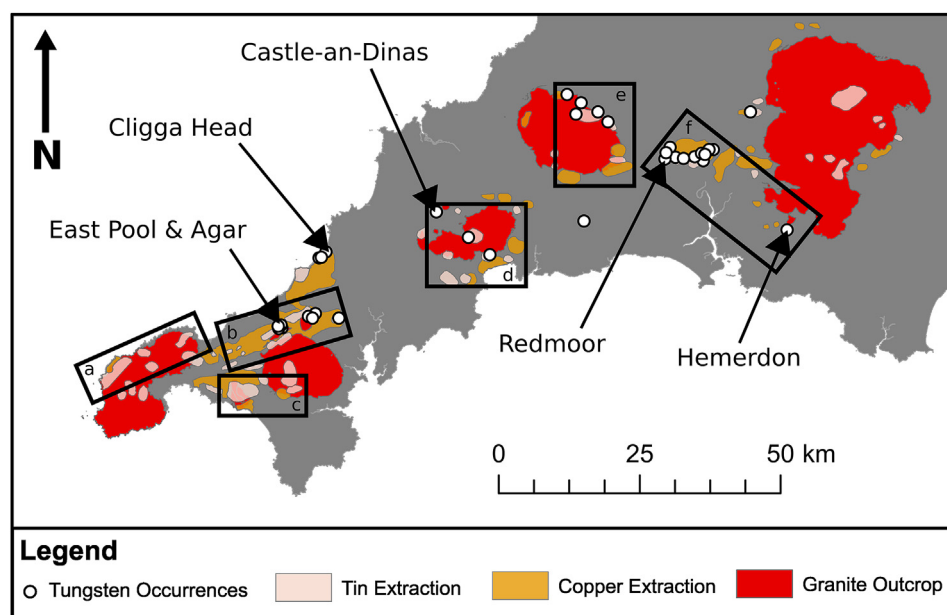 Castle-an-Dinas
Cligga Head
East Pool & Agar
N
e
f
d
b
a
c
Redmoor
Hemerdon
0 25 50 km
Legend
Tungsten Occurrences
Tin Extraction
Copper Extraction
Granite Outcrop